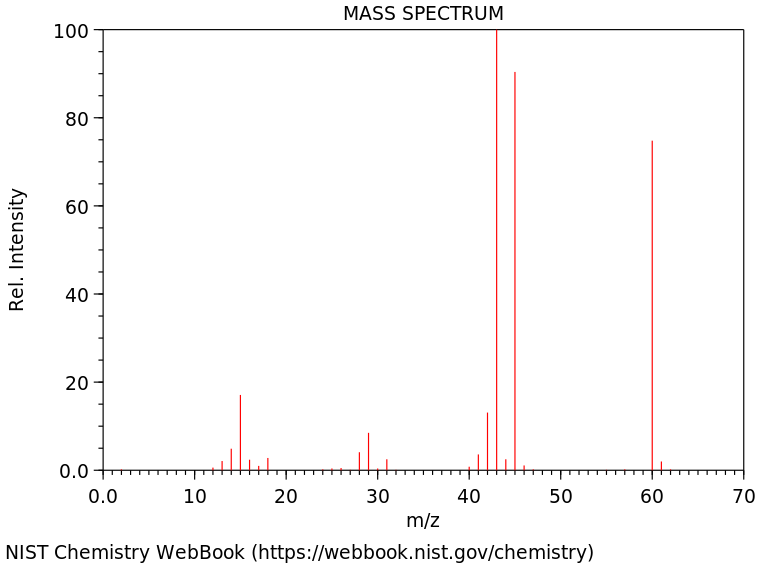 MASS SPECTRUM
100
80
60
40
20
0.0
Rel. Intensity
0.0 10 20 30 40 50 60 70
m/z
NIST Chemistry WebBook (https://webbook.nist.gov/chemistry)